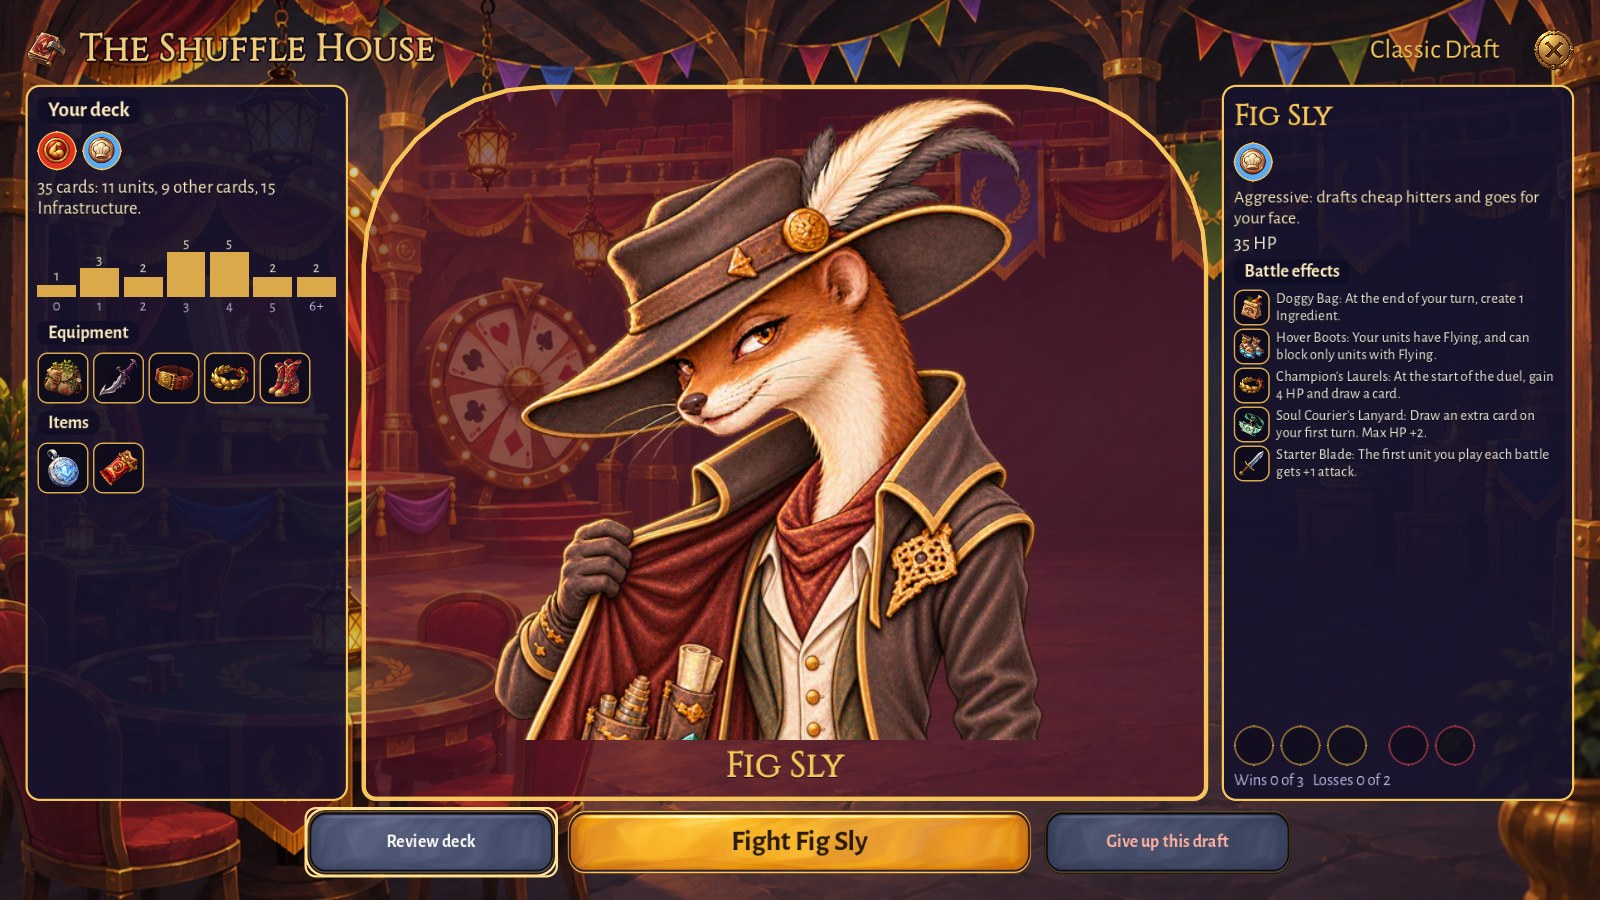 The Shuffle House
Classic Draft
Your deck
35 cards: 11 units, 9 other cards, 15
Infrastructure.
1 3 2 5 5 2 2
0 1 2 3 4 5 6+
Equipment
Items
Fig Sly
Fig Sly
Aggressive: drafts cheap hitters and goes for
your face.
35 HP
Battle effects
Doggy Bag: At the end of your turn, create 1
Ingredient.
Hover Boots: Your units have Flying, and can
block only units with Flying.
Champion's Laurels: At the start of the duel, gain
4 HP and draw a card.
Soul Courier's Lanyard: Draw an extra card on
your first turn. Max HP +2.
Starter Blade: The first unit you play each battle
gets +1 attack.
Wins 0 of 3 Losses 0 of 2
Review deck
Fight Fig Sly
Give up this draft